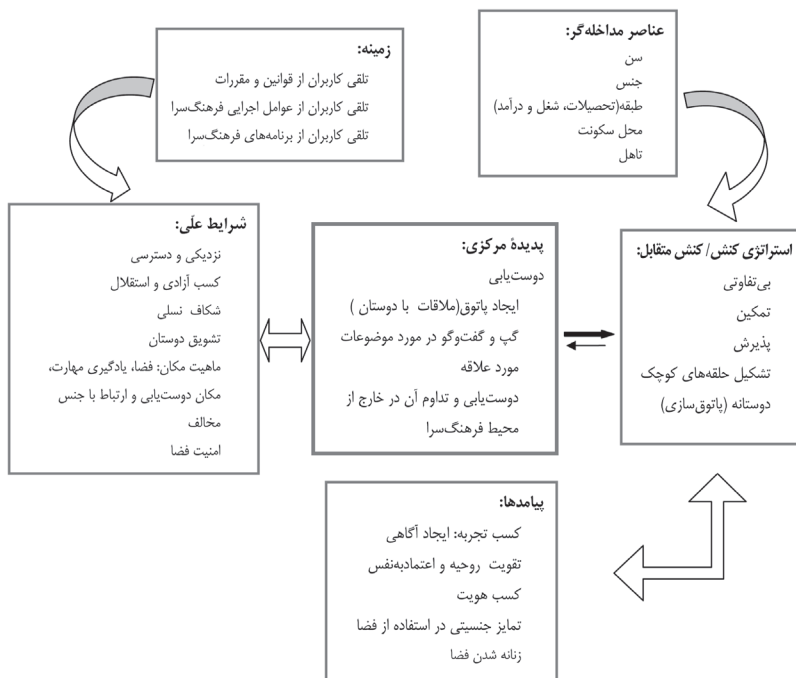 عناصر مداخله‌گر:
سن
جنس
طبقه(تحصیلات، شغل و درآمد)
محل سکونت
تاهل
زمینه:
تلقی کاربران از قوانین و مقررات
تلقی کاربران از عوامل اجرایی فرهنگ‌سرا
تلقی کاربران از برنامه‌های فرهنگ‌سرا
شرایط علّی:
نزدیکی و دسترسی
کسب آزادی و استقلال
شکاف نسلی
تشویق دوستان
ماهیت مکان: فضا، یادگیری مهارت،
مکان دوست‌یابی و ارتباط با جنس
مخالف
امنیت فضا
پدیدهٔ مرکزی:
دوست‌یابی
ایجاد پاتوق(ملاقات با دوستان )
گپ و گفت‌وگو در مورد موضوعات
مورد علاقه
دوست‌یابی و تداوم آن در خارج از
محیط فرهنگ‌سرا
استراتژی کنش/ کنش متقابل:
بی‌تفاوتی
تمکین
پذیرش
تشکیل حلقه‌های کوچک
دوستانه (پاتوق‌سازی)
پیامدها:
کسب تجربه: ایجاد آگاهی
تقویت روحیه و اعتمادبه‌نفس
کسب هویت
تمایز جنسیتی در استفاده از فضا
زنانه شدن فضا